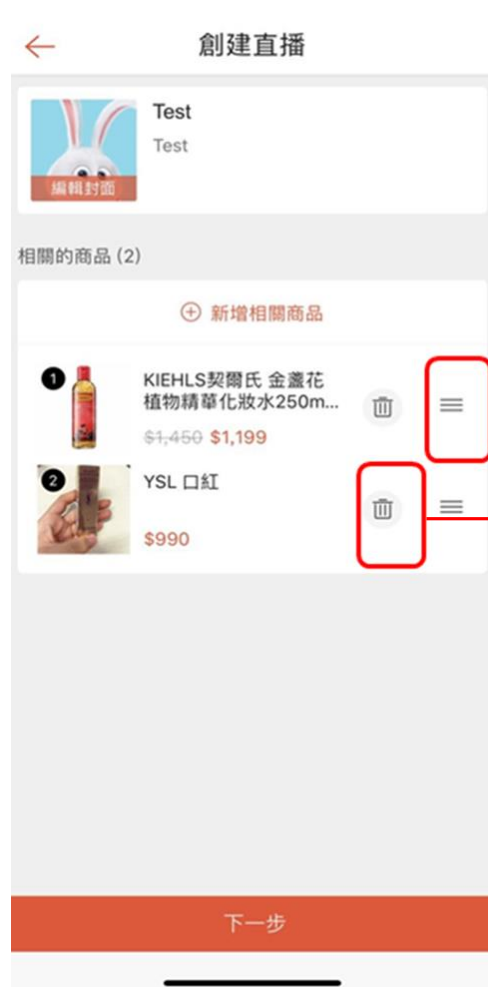 創建直播
Test
Test
編輯封面
相關的商品 (2)
新增相關商品
1
KIEHLS契爾氏 金盞花
植物精華化妝水250m...
$1,450 $1,199
2
YSL 口紅
$990
下一步